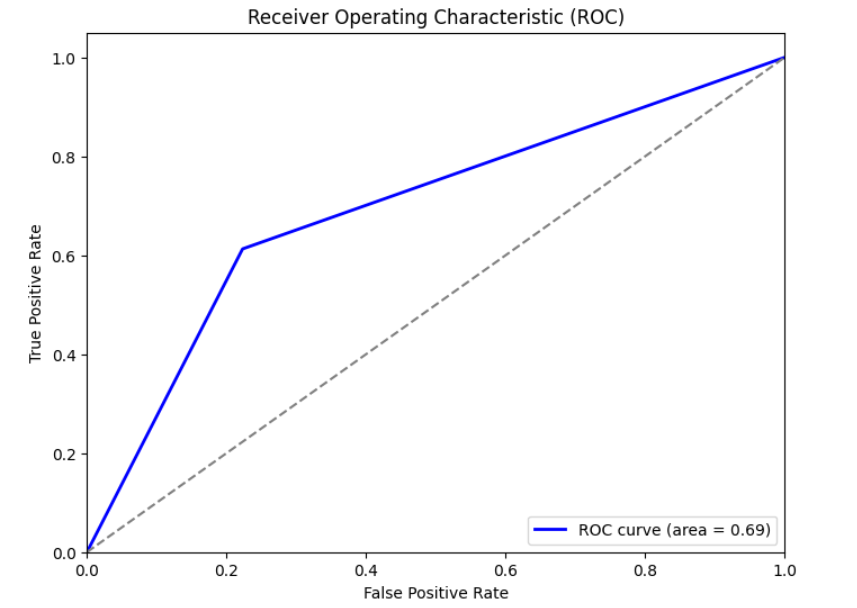 Receiver Operating Characteristic (ROC)
True Positive Rate
1.0
0.8
0.6
0.4
0.2
0.0
ROC curve (area = 0.69)
0.0 0.2 0.4 0.6 0.8 1.0
False Positive Rate